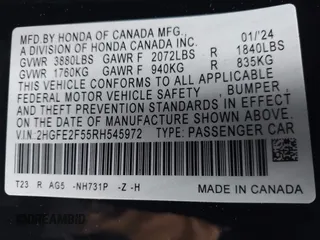 MFD BY HONDA OF CANADA MFG. 01/'24
A DIVISION OF HONDA CANADA INC.
GVWR 3880LBS GAWR F 2072LBS R 1840LBS
GVWR 1760KG GAWR F 940KG R 835KG
THIS VEHICLE CONFORMS TO ALL APPLICABLE
FEDERAL MOTOR VEHICLE SAFETY, BUMPER,
AND THEFT PREVENTION STANDARDS IN EFFECT
ON THE DATE OF MANUFACTURE SHOWN ABOVE.
V.I.N:2HGFE2F55RH545972 TYPE: PASSENGER CAR
T23 R AG5 -NH731P -Z -H MADE IN CANADA
IDDREAMBID